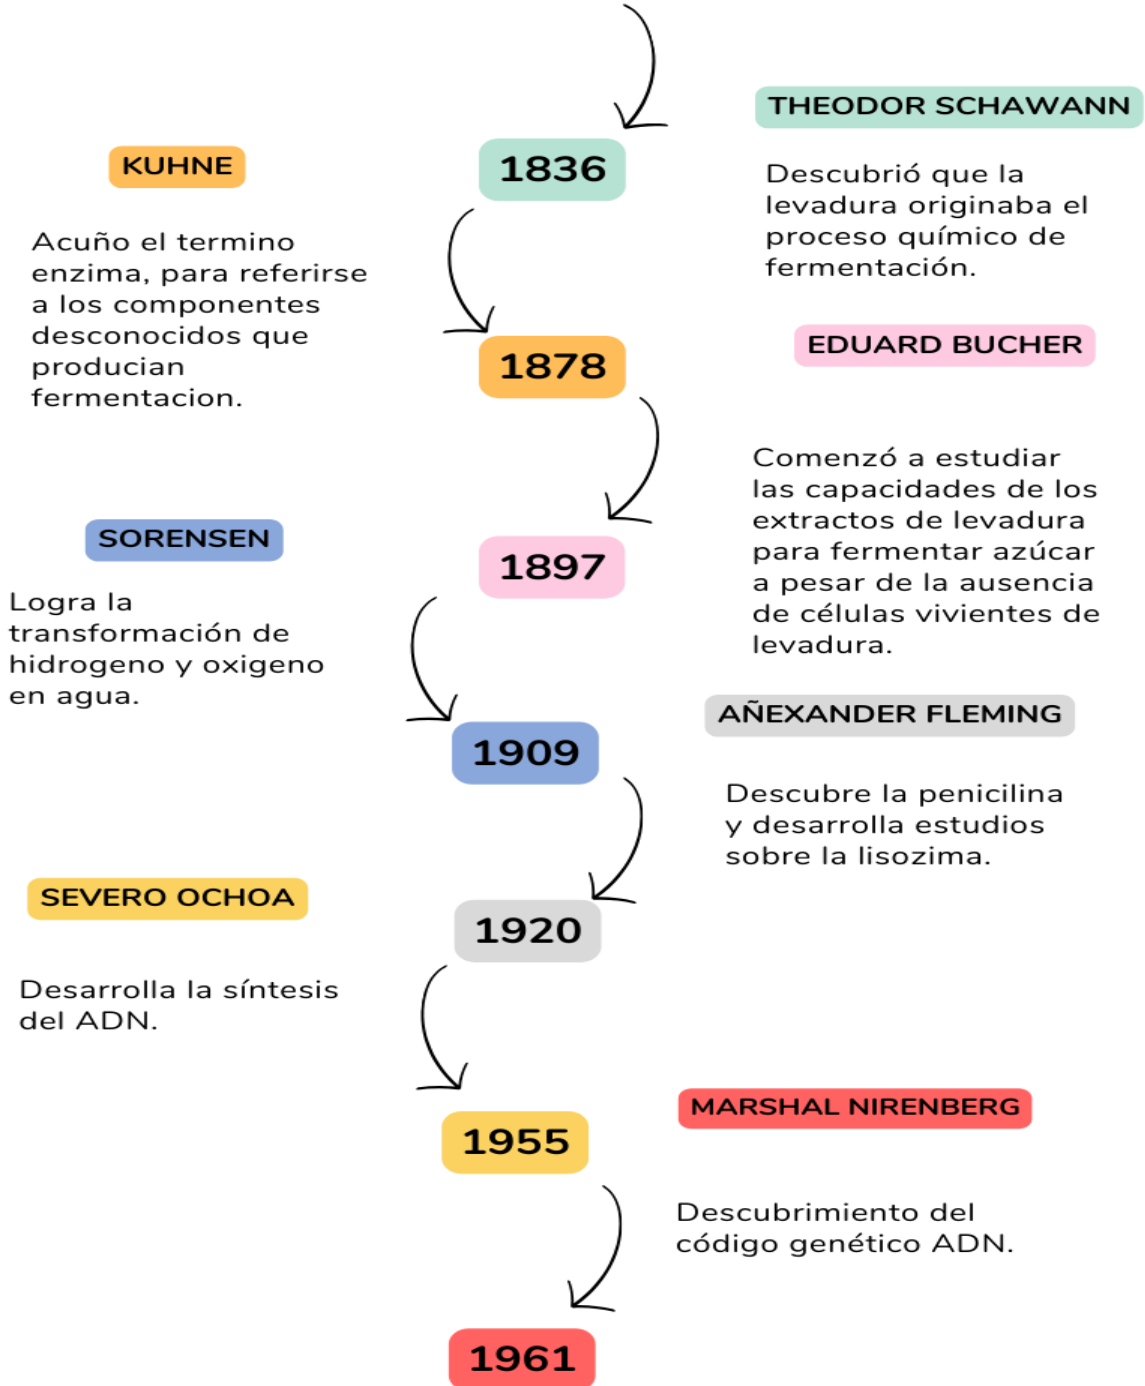 THEODOR SCHAWANN
1836
Descubrió que la
levadura originaba el
proceso químico de
fermentación.
KUHNE
Acuño el termino
enzima, para referirse
a los componentes
desconocidos que
producian
fermentacion.
1878
EDUARD BUCHER
Comenzó a estudiar
las capacidades de los
extractos de levadura
para fermentar azúcar
a pesar de la ausencia
de células vivientes de
levadura.
1897
SORENSEN
Logra la
transformación de
hidrogeno y oxigeno
en agua.
1909
AÑEXANDER FLEMING
Descubre la penicilina
y desarrolla estudios
sobre la lisozima.
1920
SEVERO OCHOA
Desarrolla la síntesis
del ADN.
1955
MARSHAL NIRENBERG
Descubrimiento del
código genético ADN.
1961